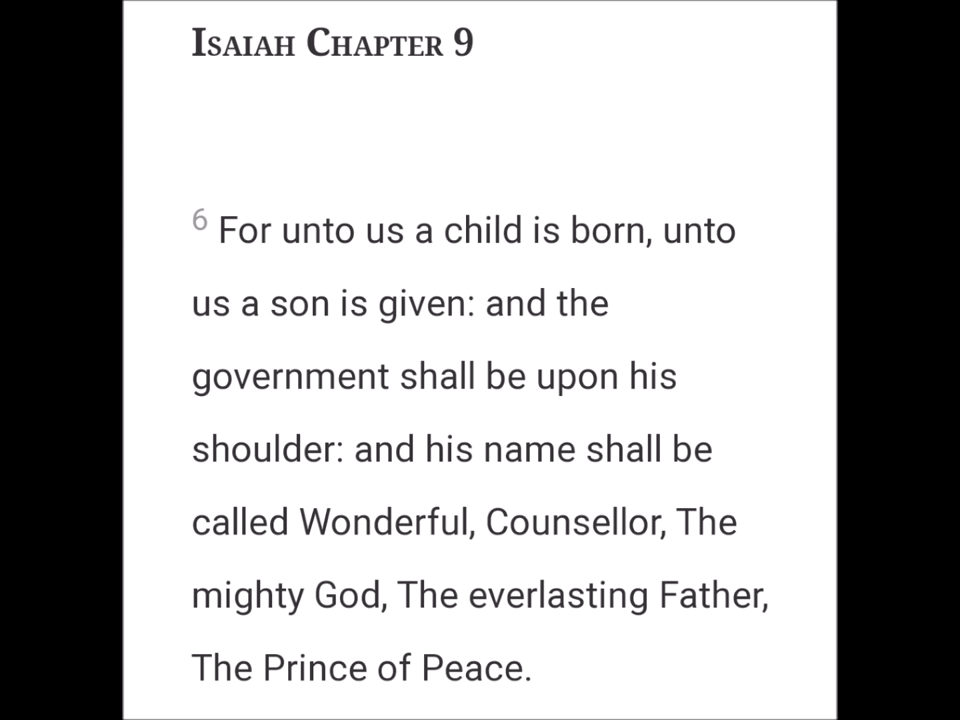 Isaiah Chapter 9
6 For unto us a child is born, unto
us a son is given: and the
government shall be upon his
shoulder: and his name shall be
called Wonderful, Counsellor, The
mighty God, The everlasting Father,
The Prince of Peace.